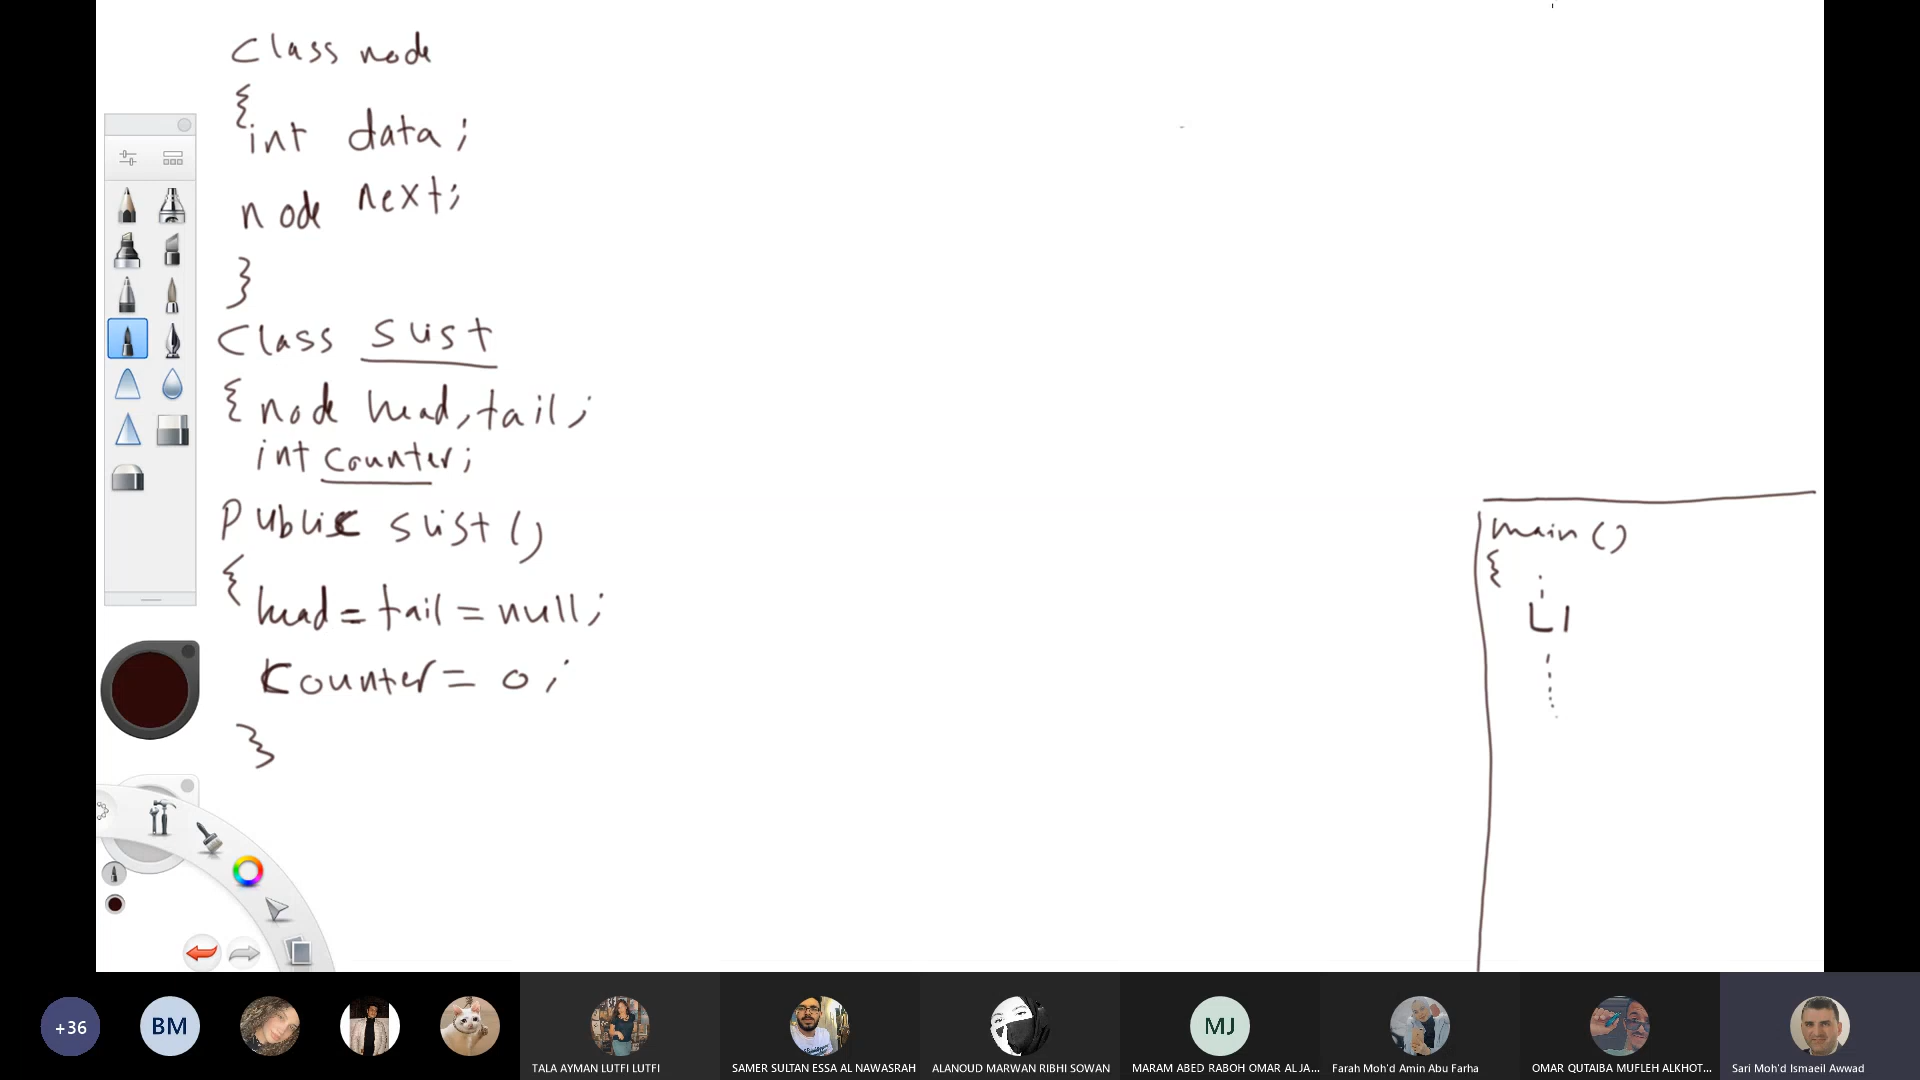 class node
{
int data;
node next;
}
class slist
{ node head, tail;
int counter;
public slist()
{
head = tail = null;
counter = 0;
}
main()
{
L1
+36
BM
TALA AYMAN LUTFI LUTFI
SAMER SULTAN ESSA AL NAWASRAH
ALANOUD MARWAN RIBHI SOWAN
MJ
MARAM ABED RABOH OMAR AL JA...
Farah Moh'd Amin Abu Farha
OMAR QUTAIBA MUFLEH ALKHOT...
Sari Moh'd Ismaeil Awwad